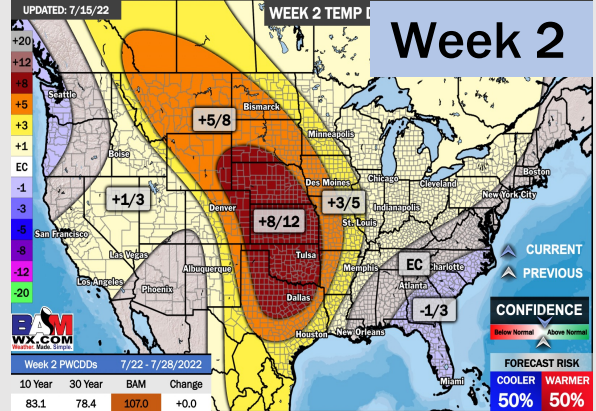 UPDATED: 7/15/22
WEEK 2 TEMP
Week 2
+20
+12
+8
+5
+3
+1
EC
-1
-3
-5
-8
-12
-20
Seattle
Boise
San Francisco
Las Vegas
Los Angeles
Phoenix
Albuquerque
Denver
Bismarck
Minneapolis
Des Moines
Chicago
Cleveland
Boston
New York City
Indianapolis
St. Louis
Tulsa
Memphis
Charlotte
Atlanta
Dallas
Houston
New Orleans
Miami
+5/8
+1/3
+8/12
+3/5
EC
-1/3
CURRENT
PREVIOUS
CONFIDENCE
Below Normal
Above Normal
FORECAST RISK
COOLER WARMER
50% 50%
BAM
WX.COM
Weather. Made. Simple.
Week 2 PWCDDs 7/22 - 7/28/2022
10 Year 30 Year BAM Change
83.1 78.4 107.0 +0.0